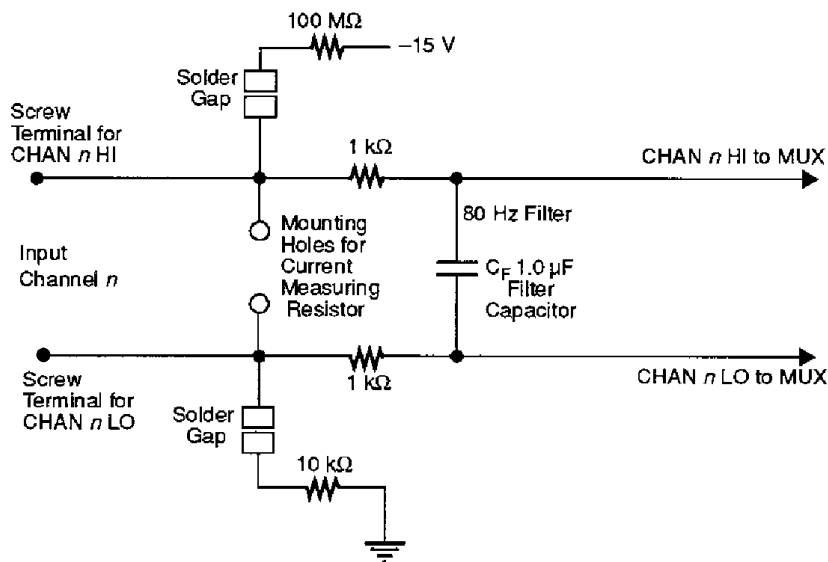 100 MΩ
–15 V
Solder
Gap
Screw
Terminal for
CHAN n HI
1 kΩ
CHAN n HI to MUX
80 Hz Filter
Mounting
Holes for
Current
Measuring
Resistor
Input
Channel n
CF 1.0 µF
Filter
Capacitor
1 kΩ
CHAN n LO to MUX
Screw
Terminal for
CHAN n LO
Solder
Gap
10 kΩ